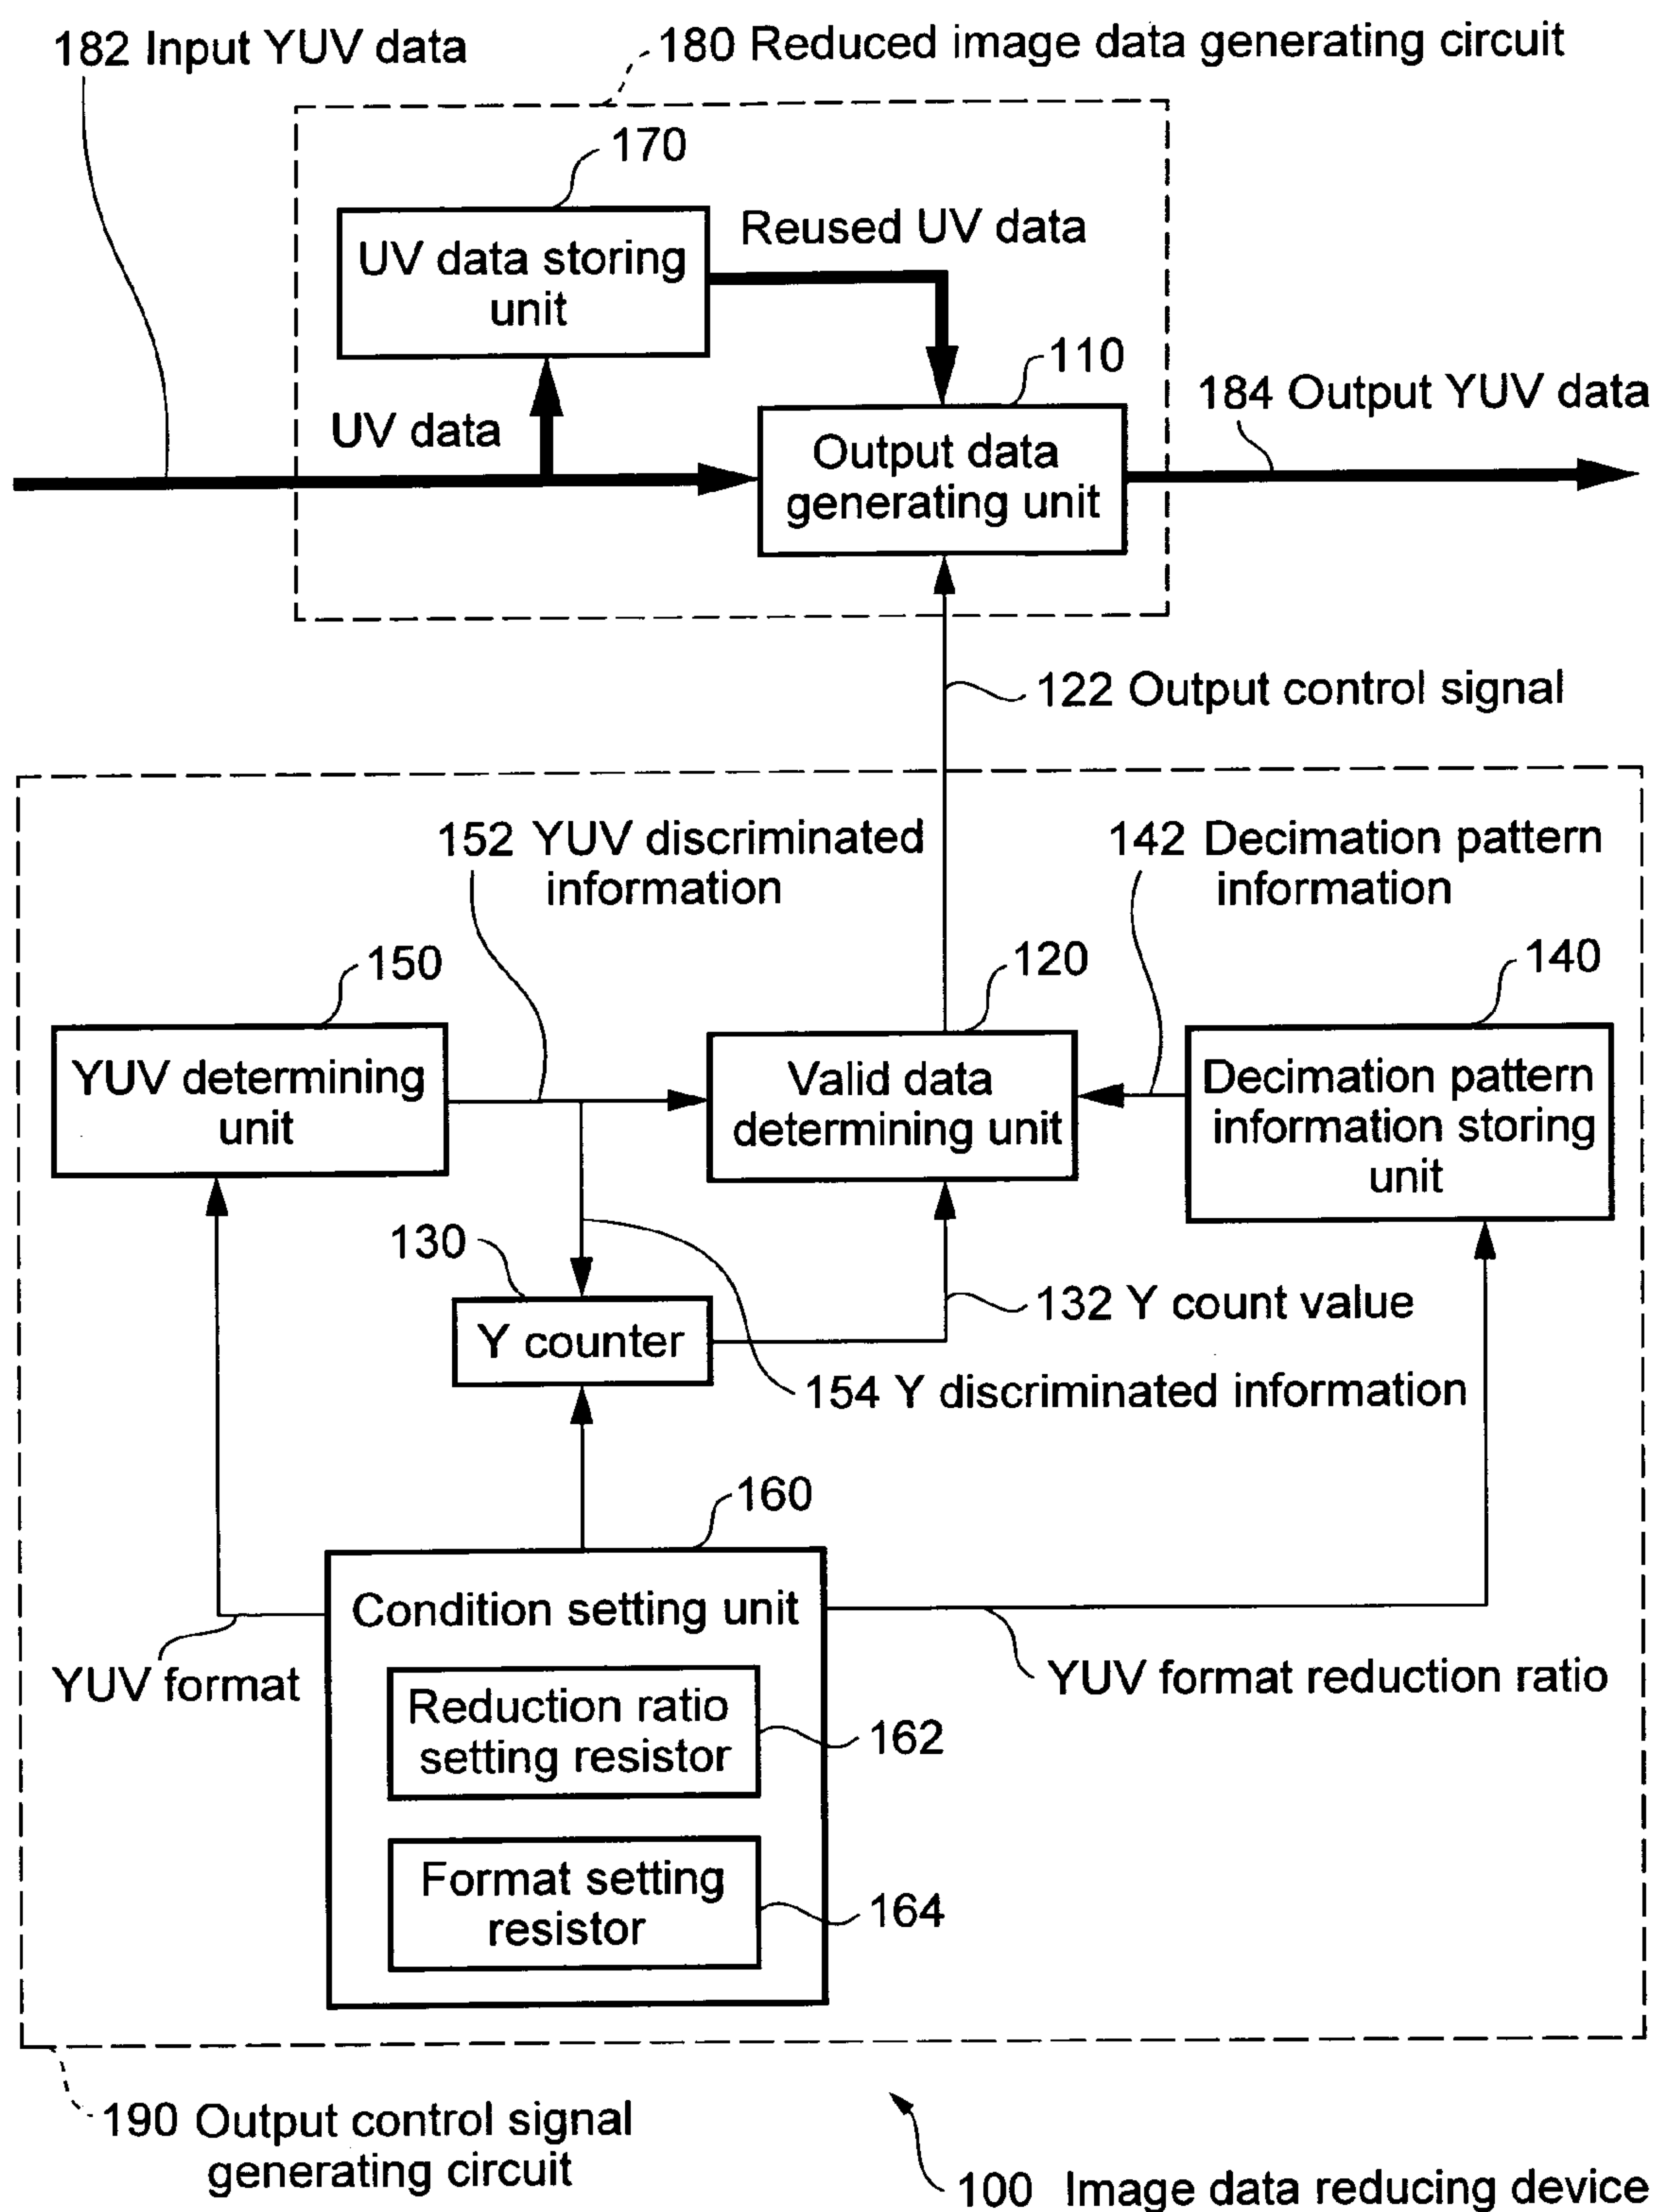 182 Input YUV data
180 Reduced image data generating circuit
170
UV data storing
unit
Reused UV data
UV data
110
Output data
generating unit
184 Output YUV data
122 Output control signal
152 YUV discriminated
information
142 Decimation pattern
information
150
YUV determining
unit
120
Valid data
determining unit
140
Decimation pattern
information storing
unit
130
Y counter
132 Y count value
154 Y discriminated information
160
Condition setting unit
YUV format
YUV format reduction ratio
Reduction ratio
setting resistor
162
Format setting
resistor
164
190 Output control signal
generating circuit
100 Image data reducing device